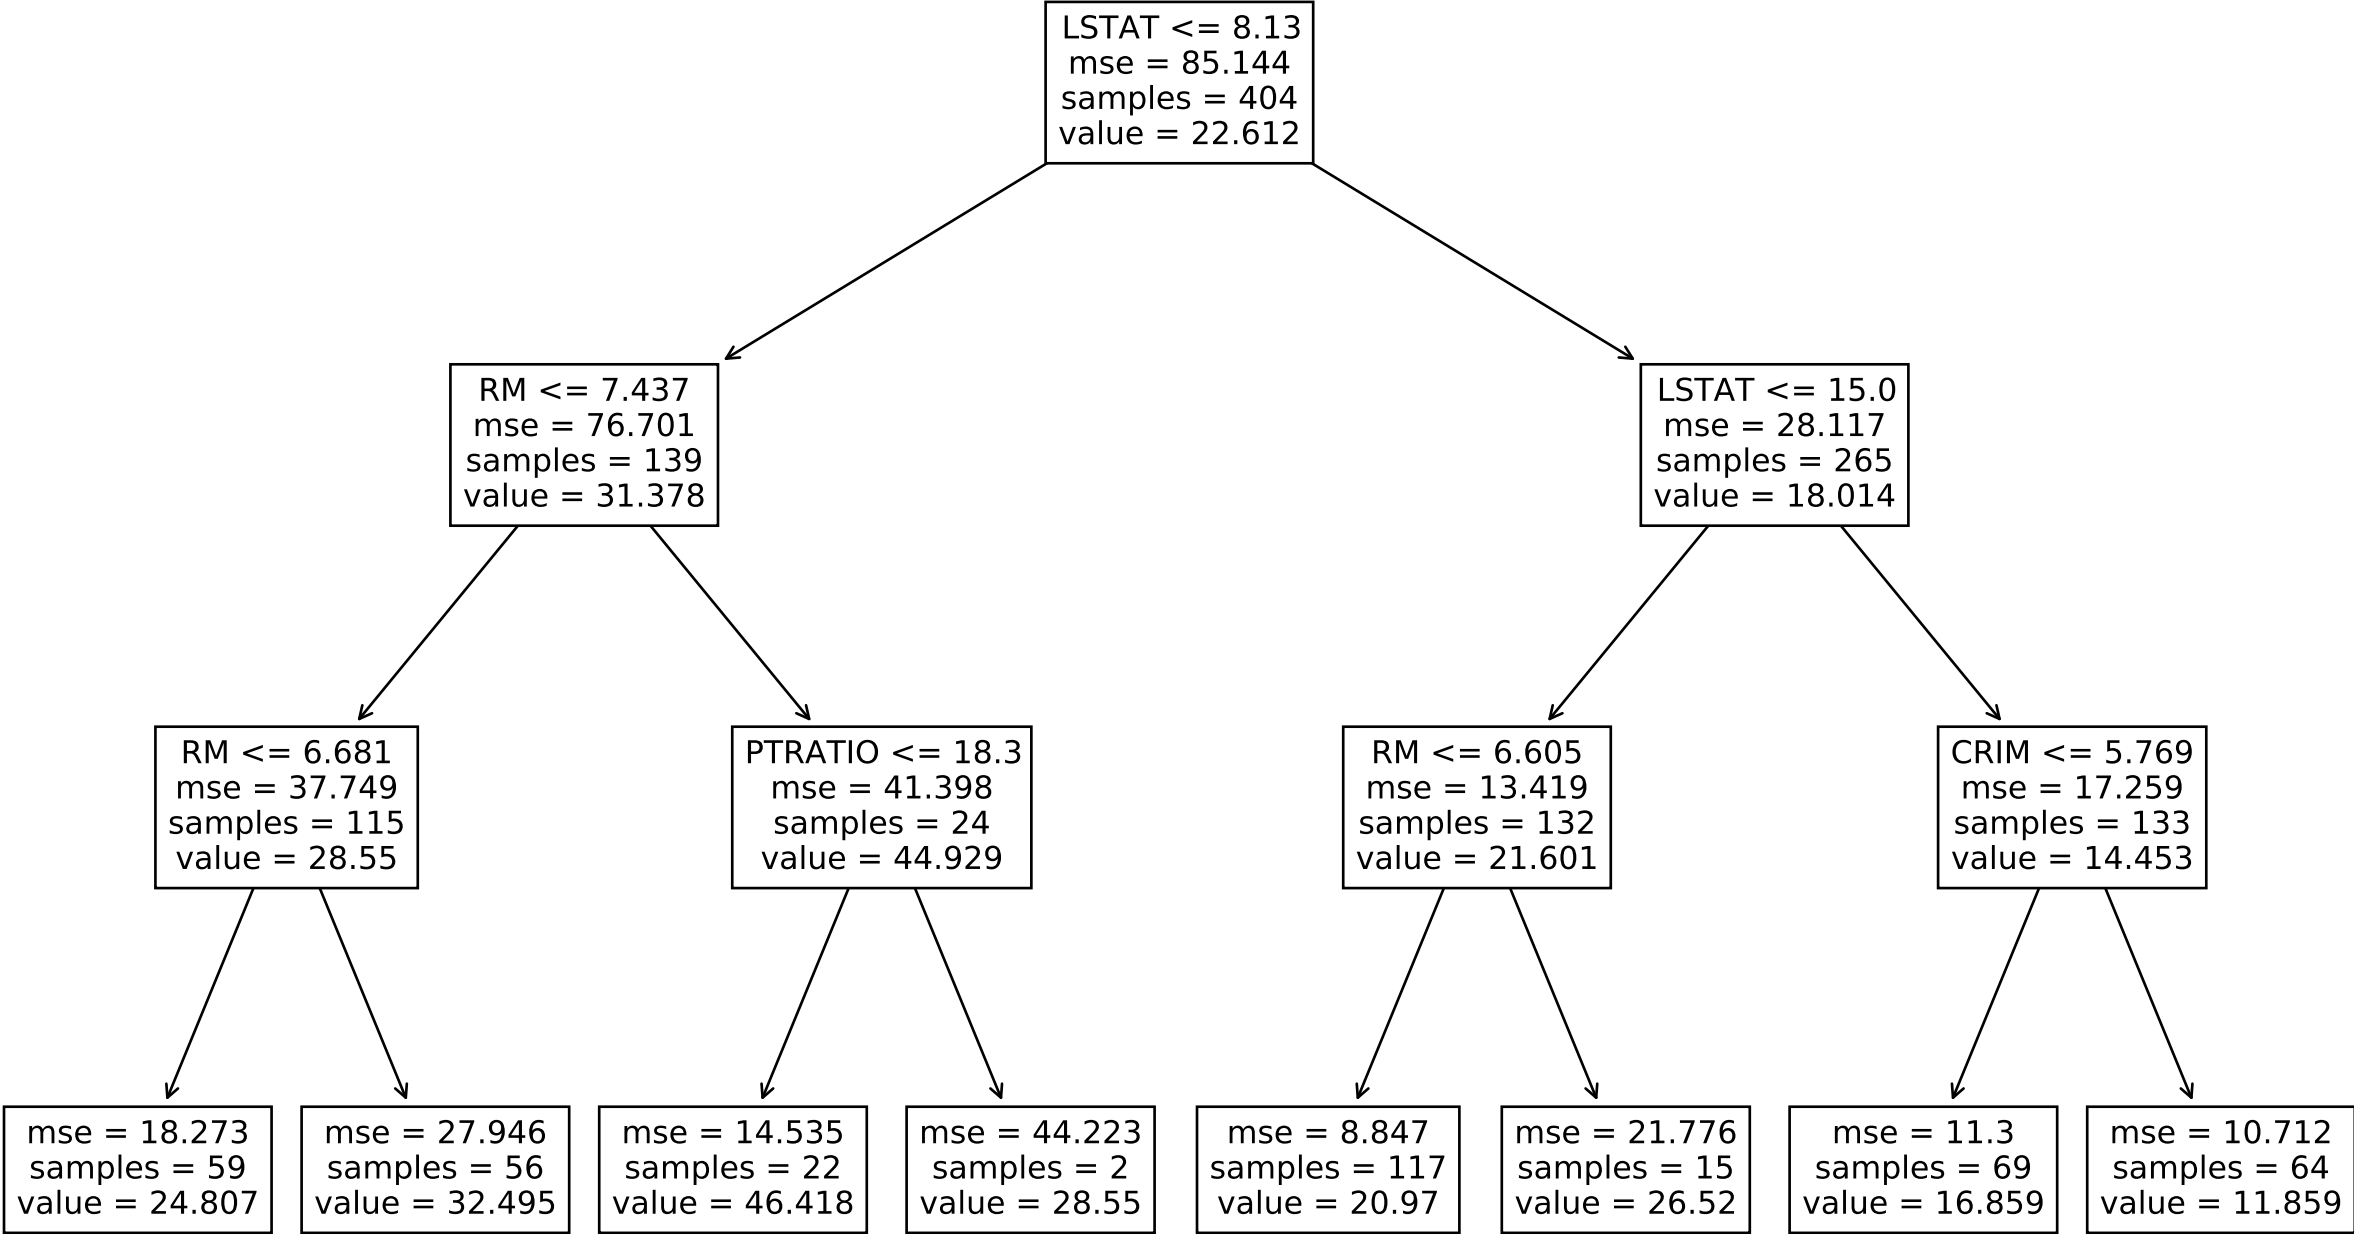 LSTAT <= 8.13
mse = 85.144
samples = 404
value = 22.612
RM <= 7.437
mse = 76.701
samples = 139
value = 31.378
LSTAT <= 15.0
mse = 28.117
samples = 265
value = 18.014
RM <= 6.681
mse = 37.749
samples = 115
value = 28.55
PTRATIO <= 18.3
mse = 41.398
samples = 24
value = 44.929
RM <= 6.605
mse = 13.419
samples = 132
value = 21.601
CRIM <= 5.769
mse = 17.259
samples = 133
value = 14.453
mse = 18.273
samples = 59
value = 24.807
mse = 27.946
samples = 56
value = 32.495
mse = 14.535
samples = 22
value = 46.418
mse = 44.223
samples = 2
value = 28.55
mse = 8.847
samples = 117
value = 20.97
mse = 21.776
samples = 15
value = 26.52
mse = 11.3
samples = 69
value = 16.859
mse = 10.712
samples = 64
value = 11.859